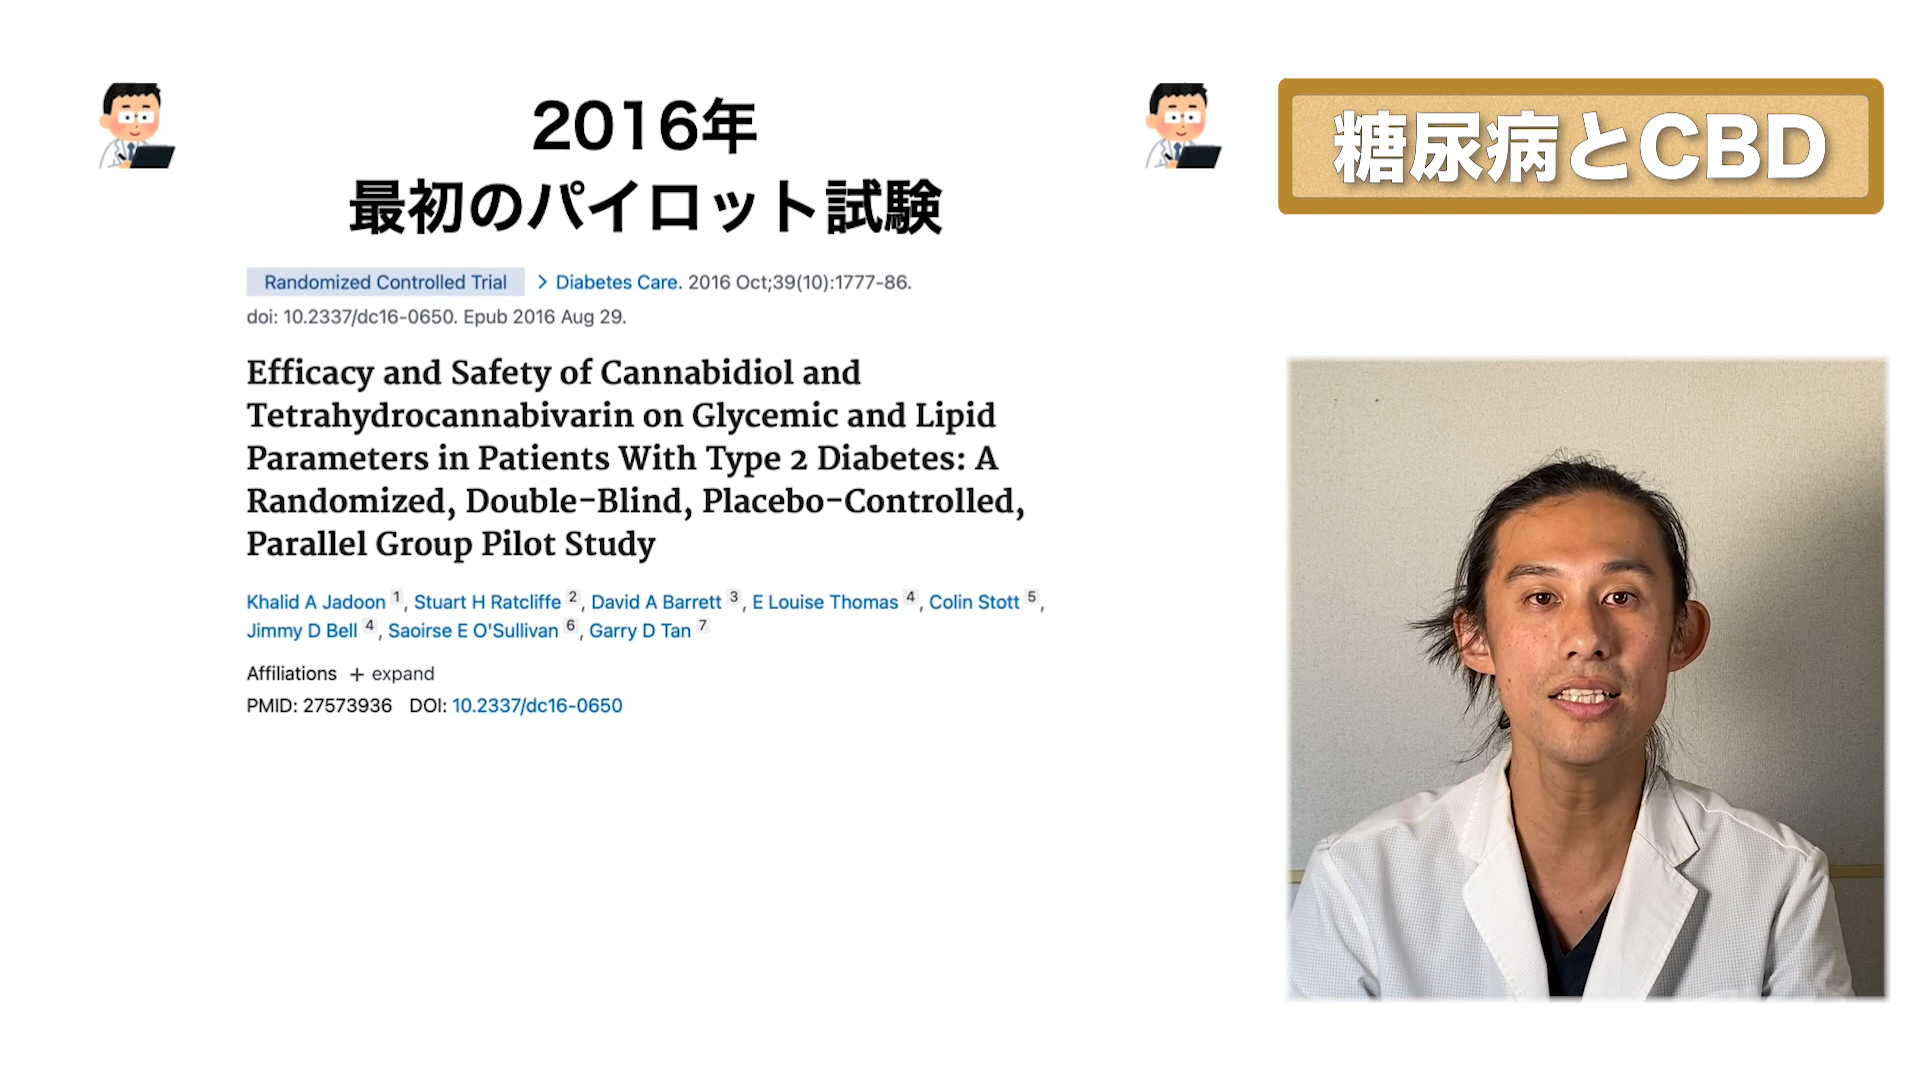 2016年
最初のパイロット試験
糖尿病とCBD
Randomized Controlled Trial > Diabetes Care. 2016 Oct;39(10):1777-86.
doi: 10.2337/dc16-0650. Epub 2016 Aug 29.
Efficacy and Safety of Cannabidiol and
Tetrahydrocannabivarin on Glycemic and Lipid
Parameters in Patients With Type 2 Diabetes: A
Randomized, Double-Blind, Placebo-Controlled,
Parallel Group Pilot Study
Khalid A Jadoon 1, Stuart H Ratcliffe 2, David A Barrett 3, E Louise Thomas 4, Colin Stott 5,
Jimmy D Bell 4, Saoirse E O'Sullivan 6, Garry D Tan 7
Affiliations + expand
PMID: 27573936 DOI: 10.2337/dc16-0650